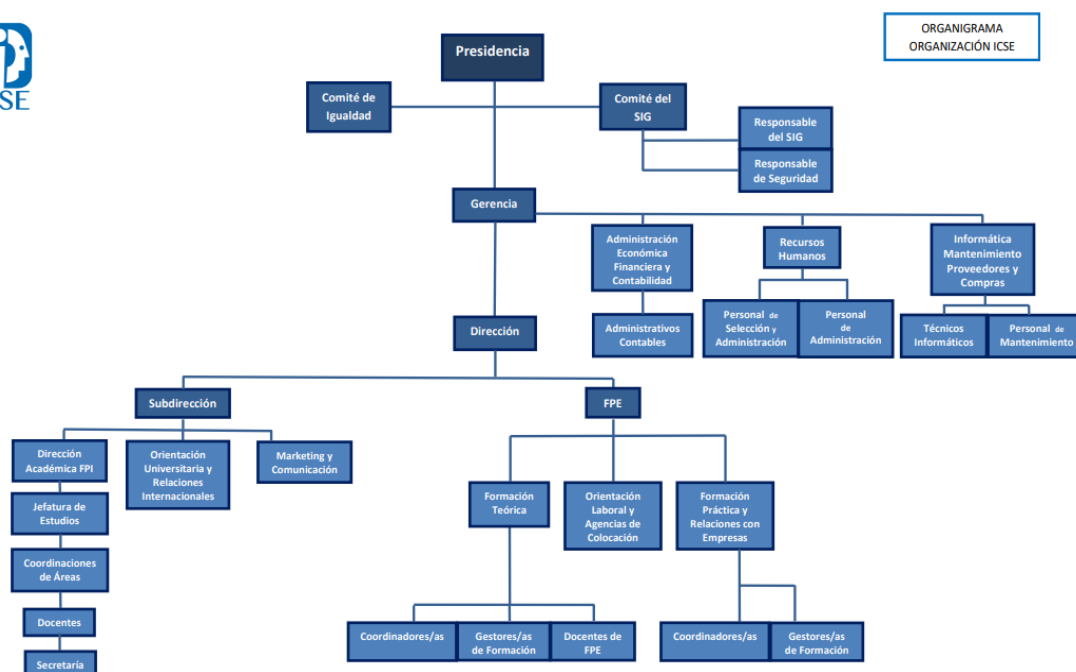 ORGANIGRAMA
ORGANIZACIÓN ICSE
SE
Presidencia
Comité de
Igualdad
Comité del
SIG
Responsable
del SIG
Responsable
de Seguridad
Gerencia
Administración
Económica
Financiera y
Contabilidad
Recursos
Humanos
Informática
Mantenimiento
Proveedores y
Compras
Administrativos
Contables
Personal de
Selección y
Administración
Personal
de
Administración
Técnicos
Informáticos
Personal de
Mantenimiento
Dirección
Subdirección
FPE
Dirección
Académica FPI
Orientación
Universitaria y
Relaciones
Internacionales
Marketing y
Comunicación
Jefatura de
Estudios
Coordinaciones
de Áreas
Docentes
Secretaría
Formación
Teórica
Orientación
Laboral y
Agencias de
Colocación
Formación
Práctica y
Relaciones con
Empresas
Coordinadores/as
Gestores/as
de Formación
Docentes de
FPE
Coordinadores/as
Gestores/as
de Formación